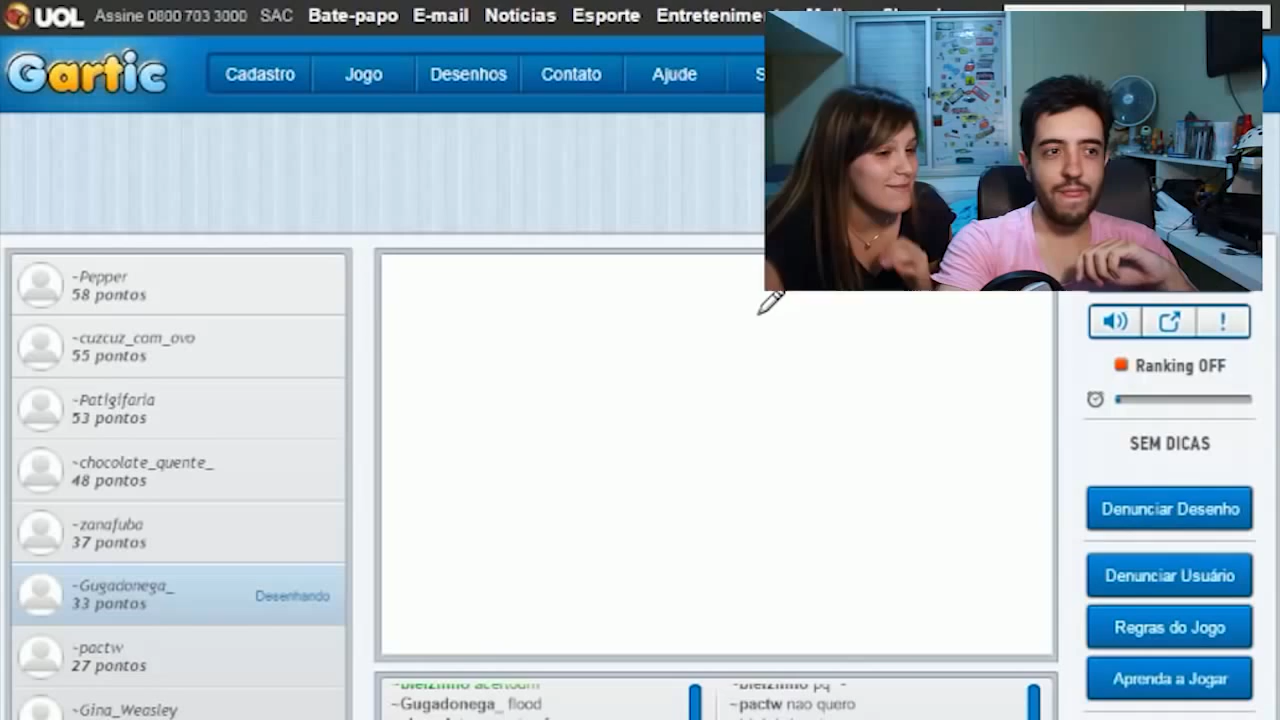 UOL Assine 0800 703 3000 SAC Bate-papo E-mail Notícias Esporte
Gartic
Cadastro Jogo Desenhos Contato Ajude S
~Pepper
58 pontos
~cuzcuz_com_ovo
55 pontos
~Patigifaria
53 pontos
~chocolate_quente_
48 pontos
~zanafuba
37 pontos
~Gugadonega_
33 pontos
Desenhando
~pactw
27 pontos
~Gina_Weasley
~Gugadonega_ flood
~pactw nao quero
Ranking OFF
SEM DICAS
Denunciar Desenho
Denunciar Usuário
Regras do Jogo
Aprenda a Jogar